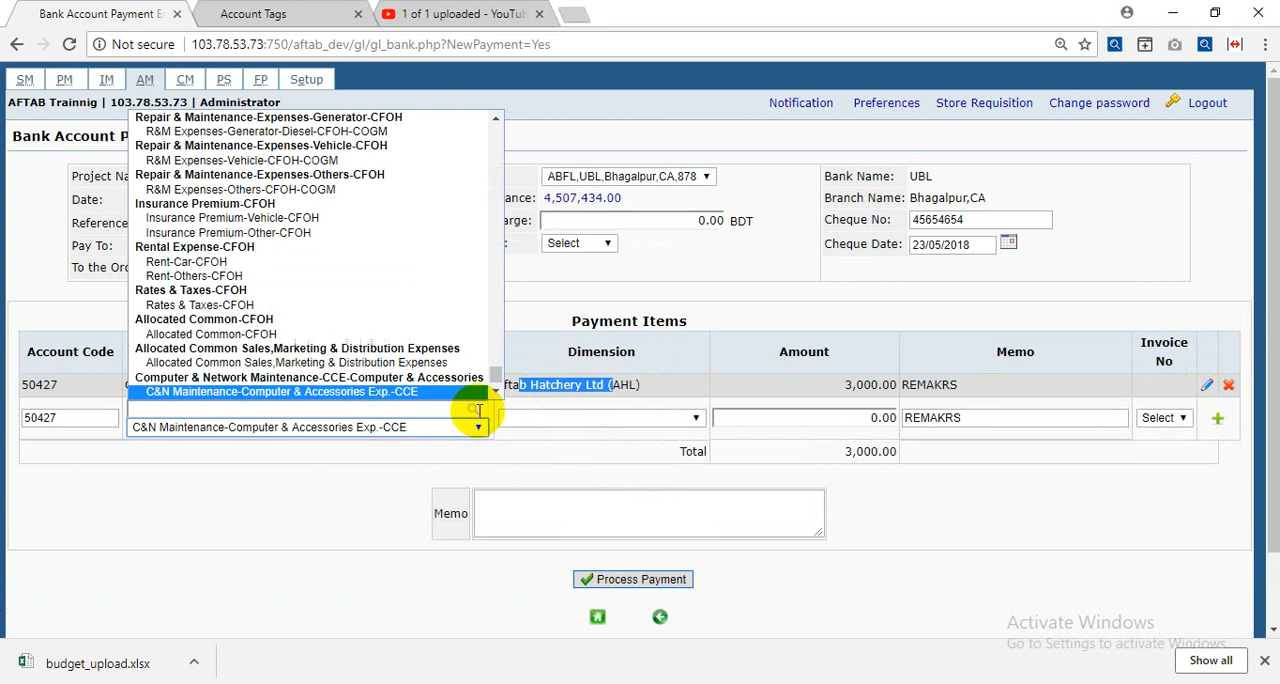 Bank Account Payment E
Account Tags
1 of 1 uploaded - YouTu
Not secure
103.78.53.73:750/aftab_dev/gl/gl_bank.php?NewPayment=Yes
SM PM IM AM CM PS FP Setup
AFTAB Trainnig | 103.78.53.73 | Administrator
Notification Preferences Store Requisition Change password Logout
Bank Account P
Project Na
Date:
Reference
Pay To:
To the Ord
Repair & Maintenance-Expenses-Generator-CFOH
R&M Expenses-Generator-Diesel-CFOH-COGM
Repair & Maintenance-Expenses-Vehicle-CFOH
R&M Expenses-Vehicle-CFOH-COGM
Repair & Maintenance-Expenses-Others-CFOH
R&M Expenses-Others-CFOH-COGM
Insurance Premium-CFOH
Insurance Premium-Vehicle-CFOH
Insurance Premium-Other-CFOH
Rental Expense-CFOH
Rent-Car-CFOH
Rent-Others-CFOH
Rates & Taxes-CFOH
Rates & Taxes-CFOH
Allocated Common-CFOH
Allocated Common-CFOH
Allocated Common Sales,Marketing & Distribution Expenses
Allocated Common Sales,Marketing & Distribution Expenses
Computer & Network Maintenance-CCE-Computer & Accessories
C&N Maintenance-Computer & Accessories Exp.-CCE
ABFL,UBL,Bhagalpur,CA,878
ance: 4,507,434.00
arge: 0.00 BDT
Select
Bank Name: UBL
Branch Name: Bhagalpur,CA
Cheque No: 45654654
Cheque Date: 23/05/2018
Payment Items
Account Code Dimension Amount Memo Invoice No
50427 ftab Hatchery Ltd (AHL) 3,000.00 REMAKRS
50427 C&N Maintenance-Computer & Accessories Exp.-CCE 0.00 REMAKRS Select
Total 3,000.00
Memo
Process Payment
Activate Windows
Go to Settings to activate Windows.
budget_upload.xlsx
Show all